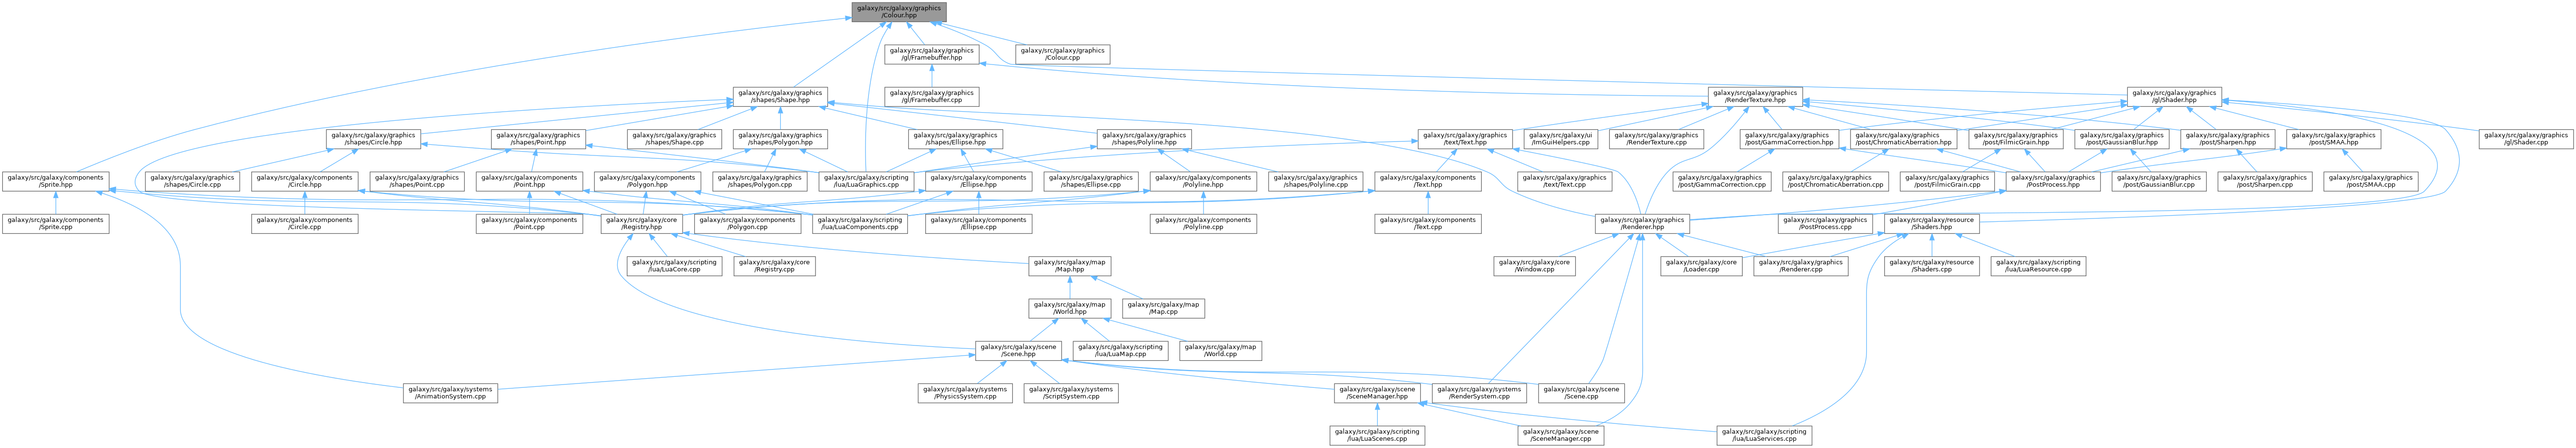 galaxy/src/galaxy/graphics
/Colour.hpp
galaxy/src/galaxy/graphics
/gl/Framebuffer.hpp
galaxy/src/galaxy/graphics
/Colour.cpp
galaxy/src/galaxy/graphics
/shapes/Shape.hpp
galaxy/src/galaxy/graphics
/gl/Framebuffer.cpp
galaxy/src/galaxy/graphics
/RenderTexture.hpp
galaxy/src/galaxy/graphics
/gl/Shader.hpp
galaxy/src/galaxy/graphics
/shapes/Circle.hpp
galaxy/src/galaxy/graphics
/shapes/Point.hpp
galaxy/src/galaxy/graphics
/shapes/Shape.cpp
galaxy/src/galaxy/graphics
/shapes/Polygon.hpp
galaxy/src/galaxy/graphics
/shapes/Ellipse.hpp
galaxy/src/galaxy/graphics
/shapes/Polyline.hpp
galaxy/src/galaxy/graphics
/text/Text.hpp
galaxy/src/galaxy/ui
/ImGuiHelpers.cpp
galaxy/src/galaxy/graphics
/RenderTexture.cpp
galaxy/src/galaxy/graphics
/post/GammaCorrection.hpp
galaxy/src/galaxy/graphics
/post/ChromaticAberration.hpp
galaxy/src/galaxy/graphics
/post/FilmicGrain.hpp
galaxy/src/galaxy/graphics
/post/GaussianBlur.hpp
galaxy/src/galaxy/graphics
/post/Sharpen.hpp
galaxy/src/galaxy/graphics
/post/SMAA.hpp
galaxy/src/galaxy/graphics
/gl/Shader.cpp
galaxy/src/galaxy/components
/Sprite.hpp
galaxy/src/galaxy/graphics
/shapes/Circle.cpp
galaxy/src/galaxy/components
/Circle.hpp
galaxy/src/galaxy/graphics
/shapes/Point.cpp
galaxy/src/galaxy/components
/Point.hpp
galaxy/src/galaxy/components
/Polygon.hpp
galaxy/src/galaxy/graphics
/shapes/Polygon.cpp
galaxy/src/galaxy/scripting
/lua/LuaGraphics.cpp
galaxy/src/galaxy/components
/Ellipse.hpp
galaxy/src/galaxy/graphics
/shapes/Ellipse.cpp
galaxy/src/galaxy/components
/Polyline.hpp
galaxy/src/galaxy/graphics
/shapes/Polyline.cpp
galaxy/src/galaxy/components
/Text.hpp
galaxy/src/galaxy/graphics
/text/Text.cpp
galaxy/src/galaxy/graphics
/post/GammaCorrection.cpp
galaxy/src/galaxy/graphics
/post/ChromaticAberration.cpp
galaxy/src/galaxy/graphics
/post/FilmicGrain.cpp
galaxy/src/galaxy/graphics
/PostProcess.hpp
galaxy/src/galaxy/graphics
/post/GaussianBlur.cpp
galaxy/src/galaxy/graphics
/post/Sharpen.cpp
galaxy/src/galaxy/graphics
/post/SMAA.cpp
galaxy/src/galaxy/components
/Sprite.cpp
galaxy/src/galaxy/components
/Circle.cpp
galaxy/src/galaxy/components
/Point.cpp
galaxy/src/galaxy/core
/Registry.hpp
galaxy/src/galaxy/components
/Polygon.cpp
galaxy/src/galaxy/scripting
/lua/LuaComponents.cpp
galaxy/src/galaxy/components
/Ellipse.cpp
galaxy/src/galaxy/components
/Polyline.cpp
galaxy/src/galaxy/components
/Text.cpp
galaxy/src/galaxy/graphics
/Renderer.hpp
galaxy/src/galaxy/graphics
/PostProcess.cpp
galaxy/src/galaxy/resource
/Shaders.hpp
galaxy/src/galaxy/scripting
/lua/LuaCore.cpp
galaxy/src/galaxy/core
/Registry.cpp
galaxy/src/galaxy/map
/Map.hpp
galaxy/src/galaxy/core
/Window.cpp
galaxy/src/galaxy/core
/Loader.cpp
galaxy/src/galaxy/graphics
/Renderer.cpp
galaxy/src/galaxy/resource
/Shaders.cpp
galaxy/src/galaxy/scripting
/lua/LuaResource.cpp
galaxy/src/galaxy/map
/World.hpp
galaxy/src/galaxy/map
/Map.cpp
galaxy/src/galaxy/scene
/Scene.hpp
galaxy/src/galaxy/scripting
/lua/LuaMap.cpp
galaxy/src/galaxy/map
/World.cpp
galaxy/src/galaxy/systems
/AnimationSystem.cpp
galaxy/src/galaxy/systems
/PhysicsSystem.cpp
galaxy/src/galaxy/systems
/ScriptSystem.cpp
galaxy/src/galaxy/scene
/SceneManager.hpp
galaxy/src/galaxy/systems
/RenderSystem.cpp
galaxy/src/galaxy/scene
/Scene.cpp
galaxy/src/galaxy/scripting
/lua/LuaScenes.cpp
galaxy/src/galaxy/scene
/SceneManager.cpp
galaxy/src/galaxy/scripting
/lua/LuaServices.cpp